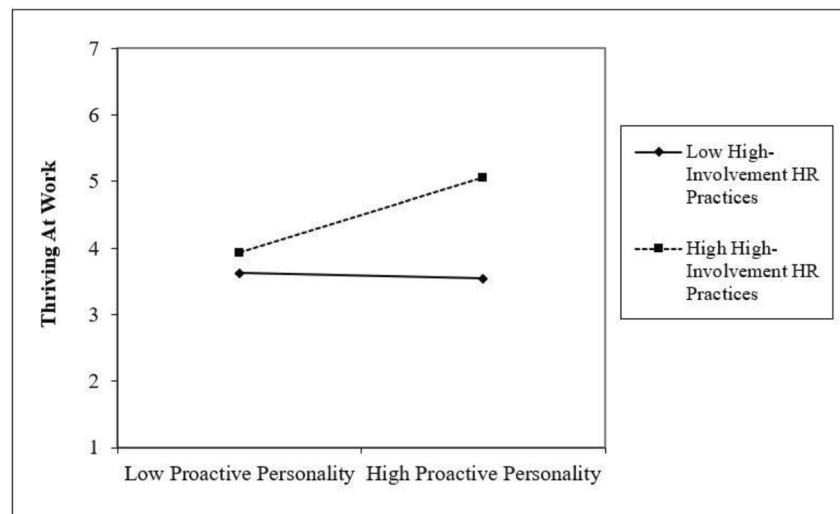 7
6
5
4
3
2
1
Thriving At Work
Low Proactive Personality High Proactive Personality
Low High-
Involvement HR
Practices
High High-
Involvement HR
Practices